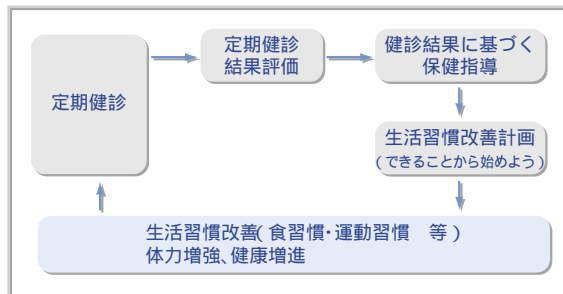 定期健診
定期健診
結果評価
健診結果に基づく
保健指導
生活習慣改善計画
(できることから始めよう)
生活習慣改善(食習慣・運動習慣　等)
体力増強、健康増進